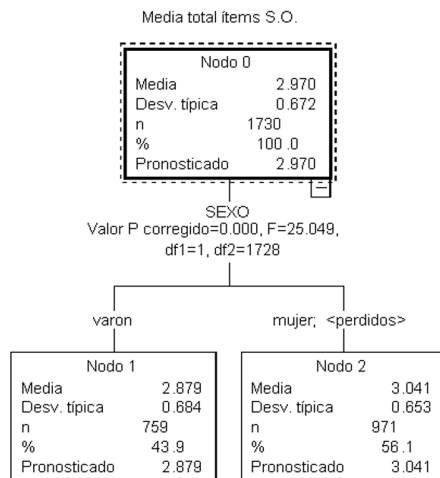 Media total ítems S.O.
Nodo 0
Media 2.970
Desv. típica 0.672
n 1730
% 100 .0
Pronosticado 2.970
SEXO
Valor P corregido=0.000, F=25.049,
df1=1, df2=1728
varon
Nodo 1
Media 2.879
Desv. típica 0.684
n 759
% 43 .9
Pronosticado 2.879
mujer; <perdidos>
Nodo 2
Media 3.041
Desv. típica 0.653
n 971
% 56 .1
Pronosticado 3.041